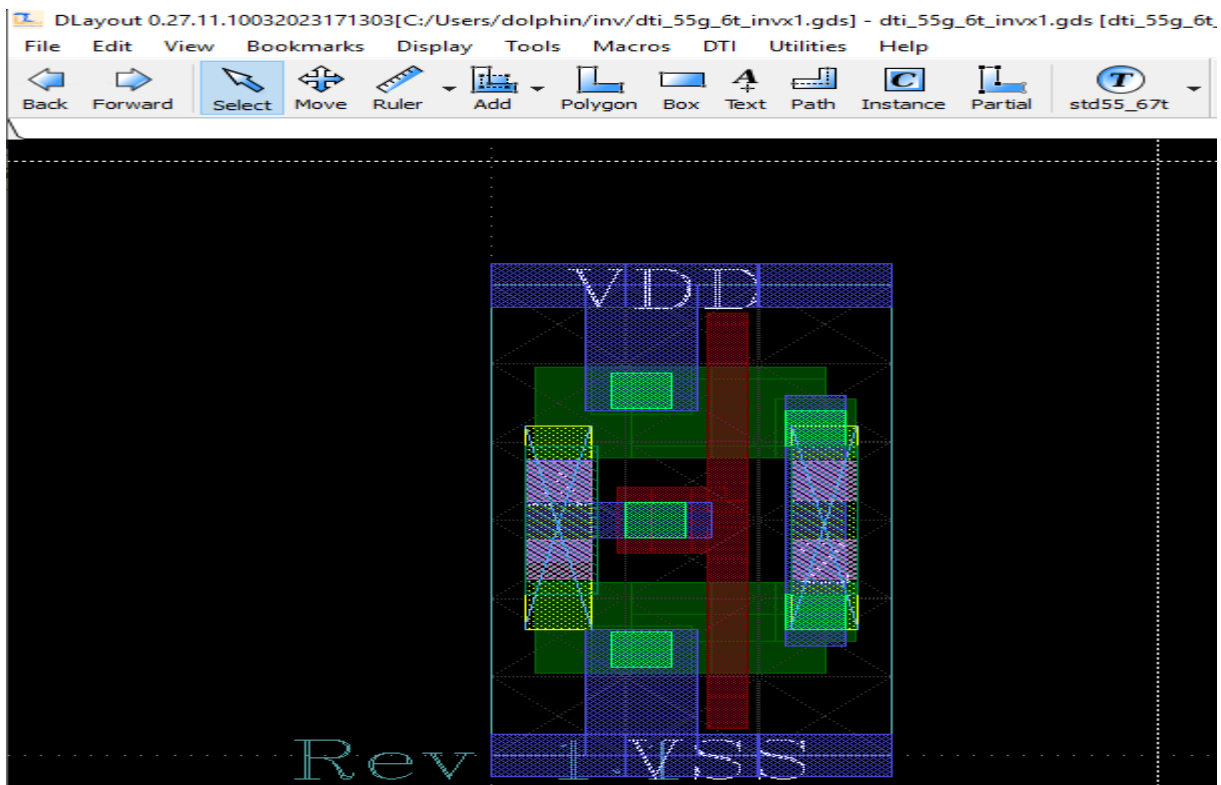 DLayout 0.27.11.10032023171303[C:/Users/dolphin/inv/dti_55g_6t_invx1.gds] - dti_55g_6t_invx1.gds [dti_55g_6t_
File Edit View Bookmarks Display Tools Macros DTI Utilities Help
Back Forward Select Move Ruler Add Polygon Box Text Path Instance Partial std55_67t
VDD
Rev 1.1
VSS